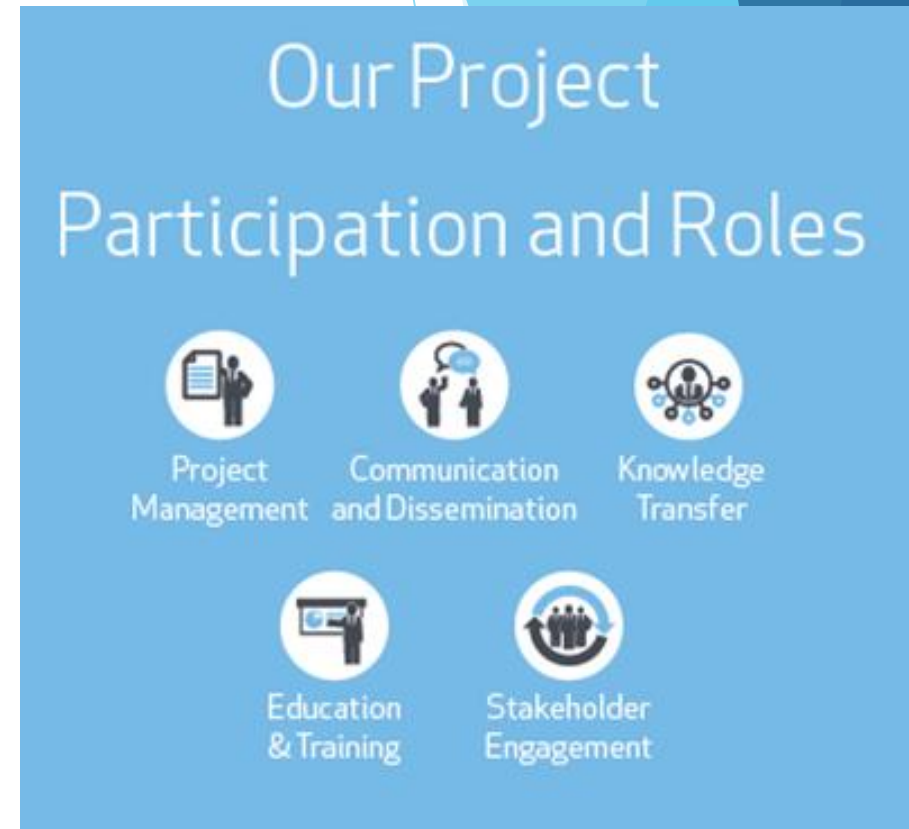 Our Project
Participation and Roles
Project
Management
Communication
and Dissemination
Knowledge
Transfer
Education
& Training
Stakeholder
Engagement